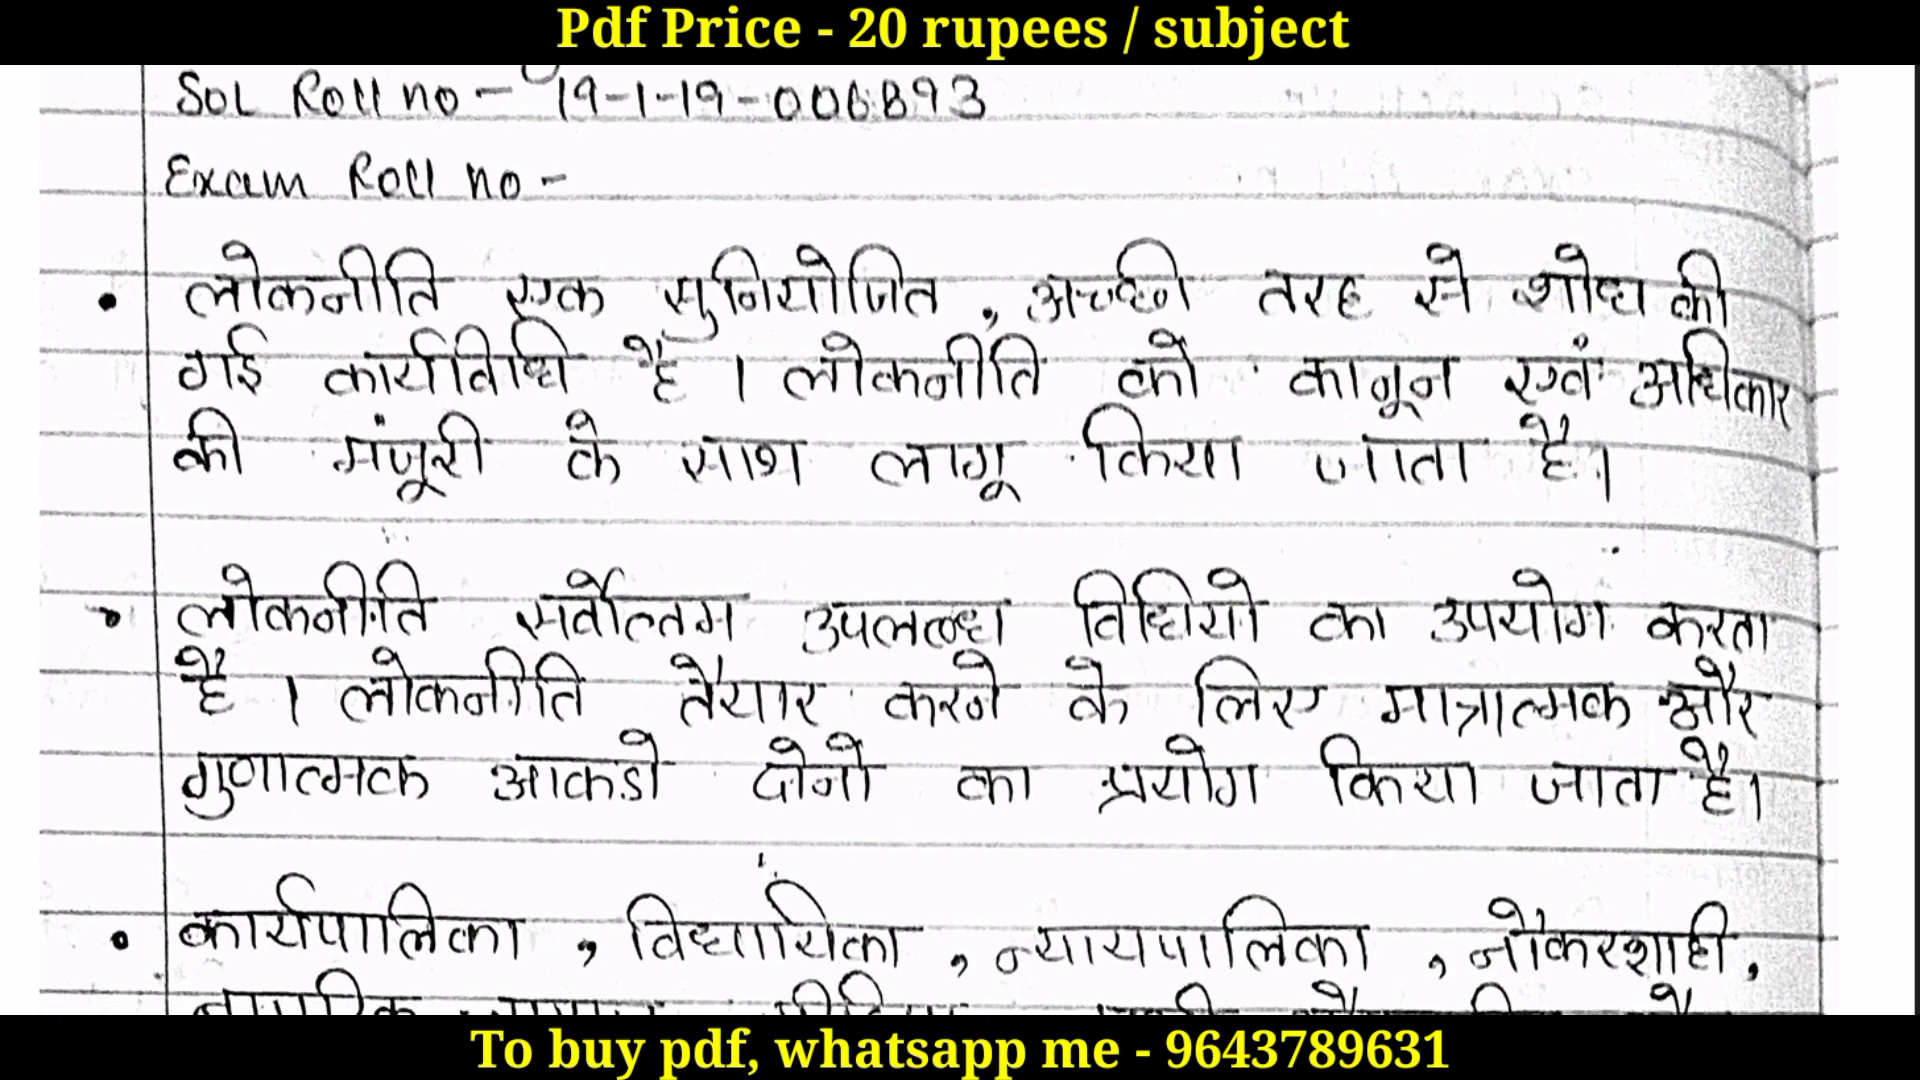 Pdf Price - 20 rupees / subject
SOL Roll no - 19-1-19-006893
Exam Roll no -
• लोकनीति एक सुनियोजित, अच्छी तरह से शोध की
गई कार्यविधि है । लोकनीति को कानून एवं अधिकार
की मंजूरी के साथ लागू किया जाता है।
• लोकनीति सर्वोत्तम उपलब्ध विधियो का उपयोग करता
है । लोकनीति तैयार करने के लिए मात्रात्मक और
गुणात्मक आकडो दोनो का प्रयोग किया जाता है।
• कार्यपालिका, विधायिका, न्यायपालिका, नौकरशाही,
To buy pdf, whatsapp me - 9643789631